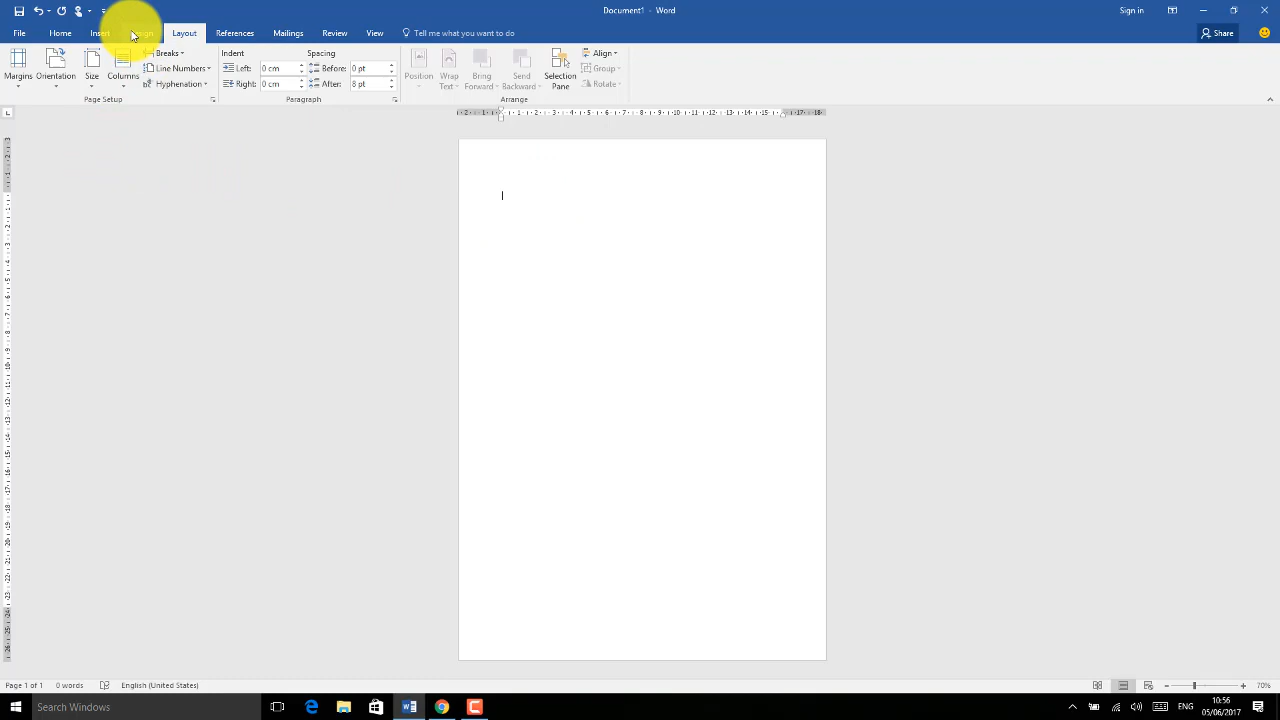 Document1 - Word
Sign in
File Home Insert Design Layout References Mailings Review View Tell me what you want to do Share
Margins Orientation Size Columns
Breaks
Line Numbers
Hyphenation
Page Setup
Indent Spacing
Left: 0 cm Before: 0 pt
Right: 0 cm After: 8 pt
Paragraph
Position Wrap Text Bring Forward Send Backward Selection Pane
Align
Group
Rotate
Arrange
Page 1 of 1 0 words English (United States) 70%
Search Windows
ENG
10:56
05/06/2017